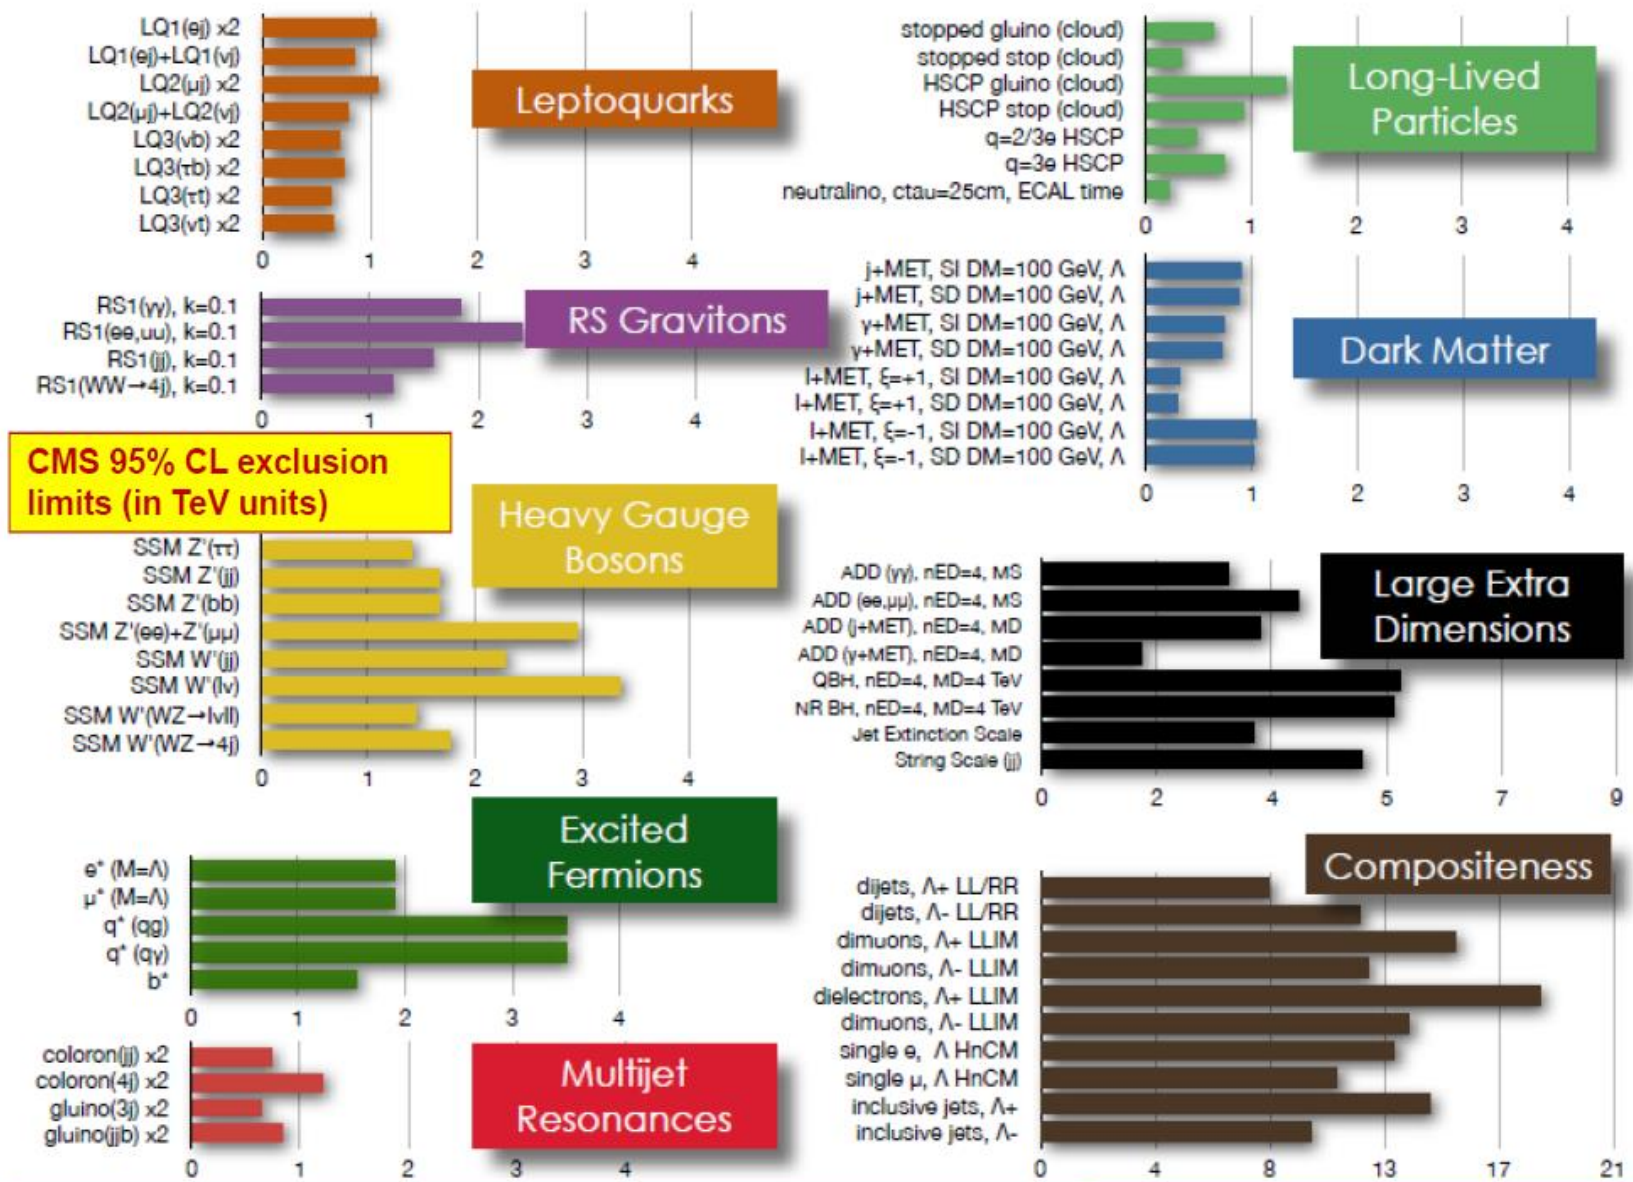 LQ1(ej) x2
LQ1(ej)+LQ1(νj)
LQ2(μj) x2
LQ2(μj)+LQ2(νj)
LQ3(νb) x2
LQ3(τb) x2
LQ3(τt) x2
LQ3(νt) x2
0 1 2 3 4
Leptoquarks
RS1(γγ), k=0.1
RS1(ee,uu), k=0.1
RS1(jj), k=0.1
RS1(WW→4j), k=0.1
0 1 2 3 4
RS Gravitons
CMS 95% CL exclusion
limits (in TeV units)
Heavy Gauge
Bosons
SSM Z'(ττ)
SSM Z'(jj)
SSM Z'(bb)
SSM Z'(ee)+Z'(μμ)
SSM W'(jj)
SSM W'(lν)
SSM W'(WZ→lνll)
SSM W'(WZ→4j)
0 1 2 3 4
Excited
Fermions
e* (M=Λ)
μ* (M=Λ)
q* (qg)
q* (qγ)
b*
0 1 2 3 4
coloron(jj) x2
coloron(4j) x2
gluino(3j) x2
gluino(jjb) x2
0 1 2 3 4
Multijet
Resonances
stopped gluino (cloud)
stopped stop (cloud)
HSCP gluino (cloud)
HSCP stop (cloud)
q=2/3e HSCP
q=3e HSCP
neutralino, ctau=25cm, ECAL time
0 1 2 3 4
Long-Lived
Particles
j+MET, SI DM=100 GeV, Λ
j+MET, SD DM=100 GeV, Λ
γ+MET, SI DM=100 GeV, Λ
γ+MET, SD DM=100 GeV, Λ
l+MET, ξ=+1, SI DM=100 GeV, Λ
l+MET, ξ=+1, SD DM=100 GeV, Λ
l+MET, ξ=-1, SI DM=100 GeV, Λ
l+MET, ξ=-1, SD DM=100 GeV, Λ
0 1 2 3 4
Dark Matter
ADD (γγ), nED=4, MS
ADD (ee,μμ), nED=4, MS
ADD (j+MET), nED=4, MD
ADD (γ+MET), nED=4, MD
QBH, nED=4, MD=4 TeV
NR BH, nED=4, MD=4 TeV
Jet Extinction Scale
String Scale (jj)
0 2 4 5 7 9
Large Extra
Dimensions
Compositeness
dijets, Λ+ LL/RR
dijets, Λ- LL/RR
dimuons, Λ+ LLIM
dimuons, Λ- LLIM
dielectrons, Λ+ LLIM
dimuons, Λ- LLIM
single e, Λ HnCM
single μ, Λ HnCM
inclusive jets, Λ+
inclusive jets, Λ-
0 4 8 13 17 21